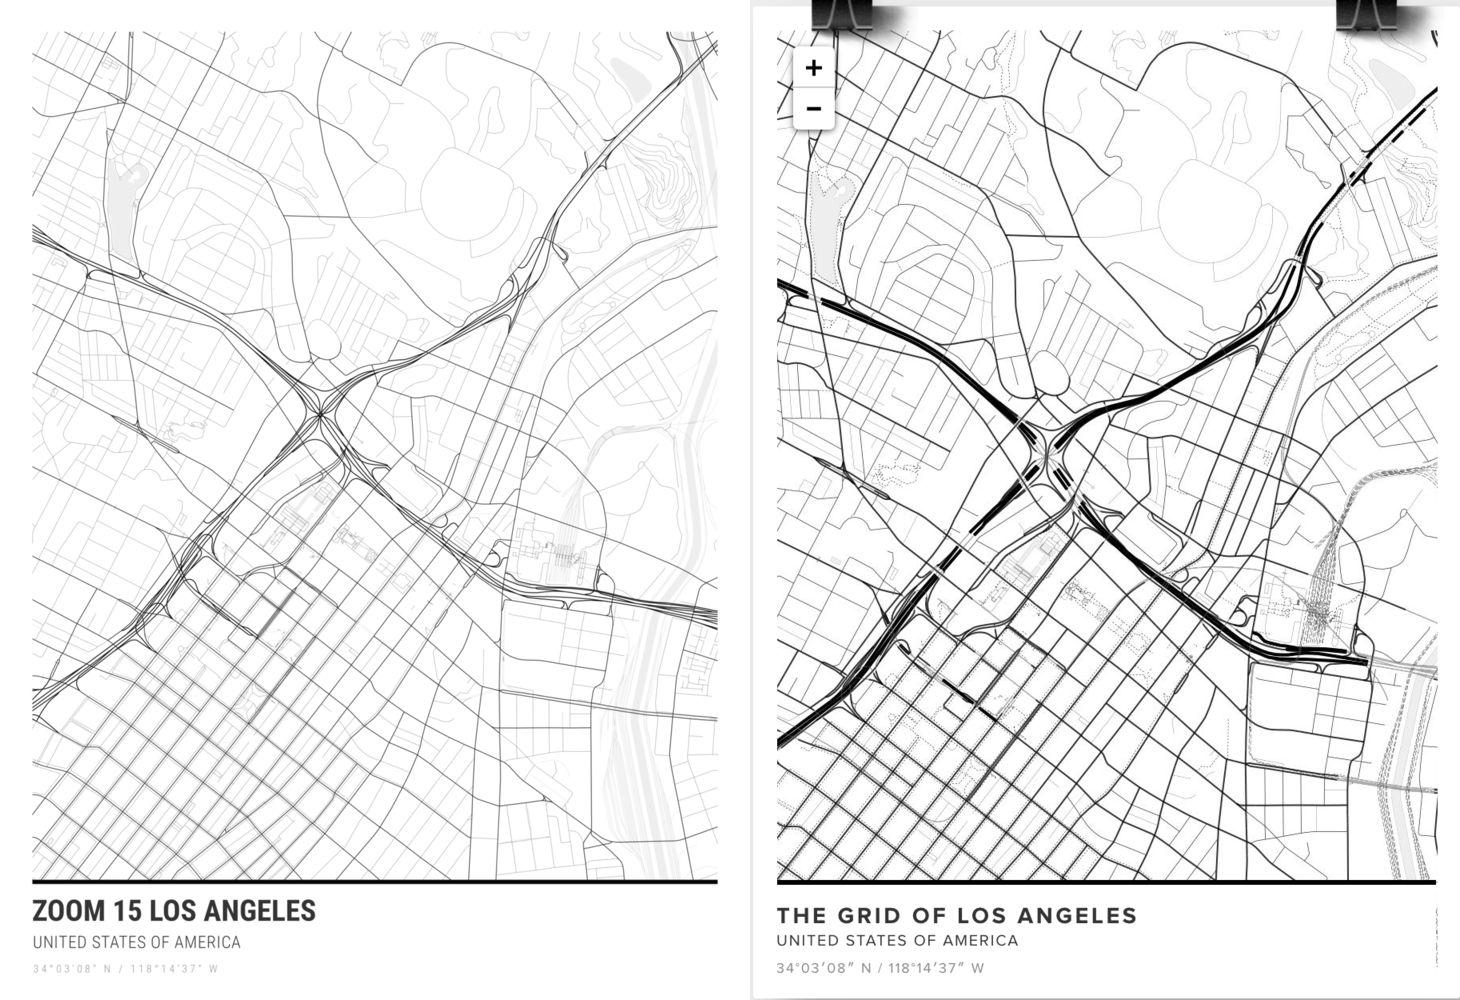 ZOOM 15 LOS ANGELES
UNITED STATES OF AMERICA
34°03'08" N / 118°14'37" W
+
−
THE GRID OF LOS ANGELES
UNITED STATES OF AMERICA
34°03′08″ N / 118°14′37″ W